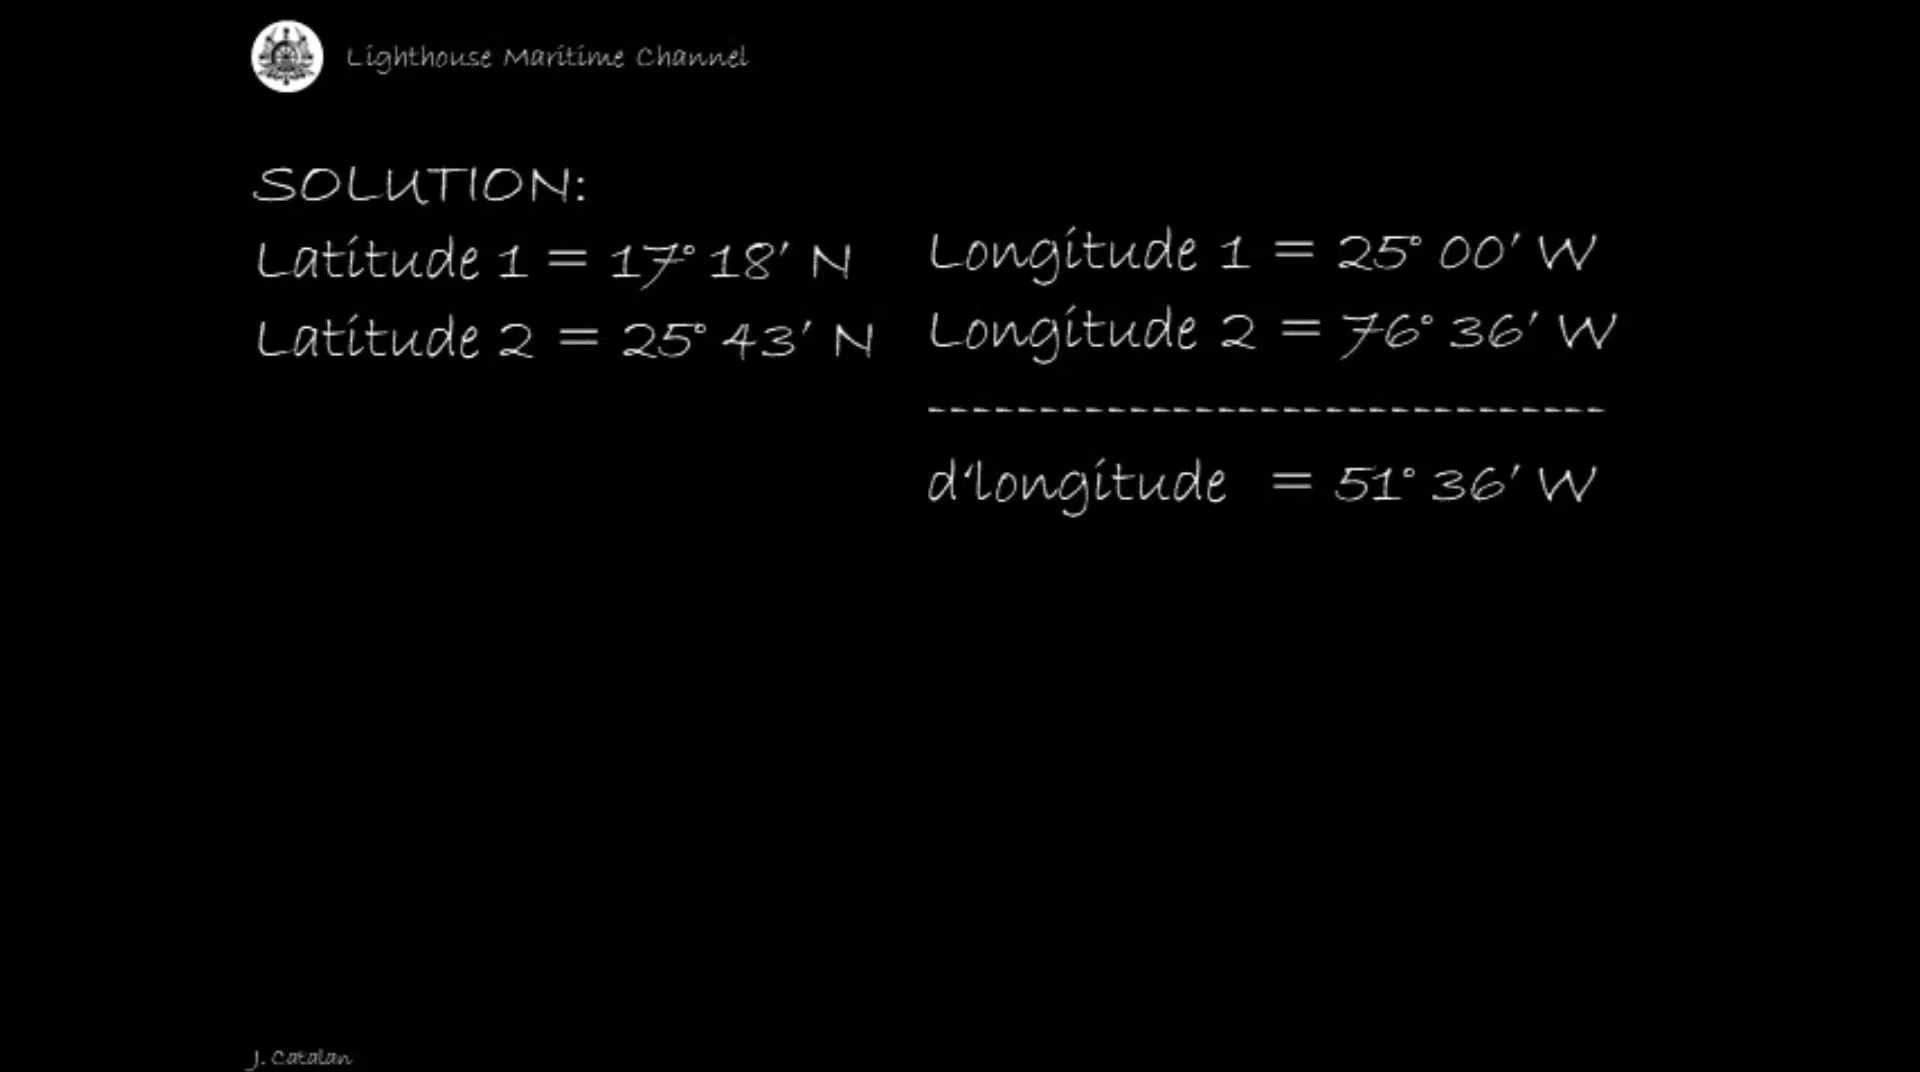 Lighthouse Maritime Channel
SOLUTION:
Latitude 1 = 17° 18' N
Latitude 2 = 25° 43' N
Longitude 1 = 25° 00' W
Longitude 2 = 76° 36' W
-------------------------------
d'longitude = 51° 36' W
J. Catalan